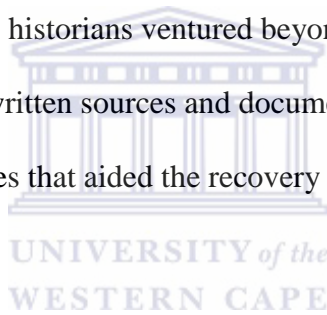 historians ventured beyon
written sources and docume
es that aided the recovery
UNIVERSITY of the
WESTERN CAPE